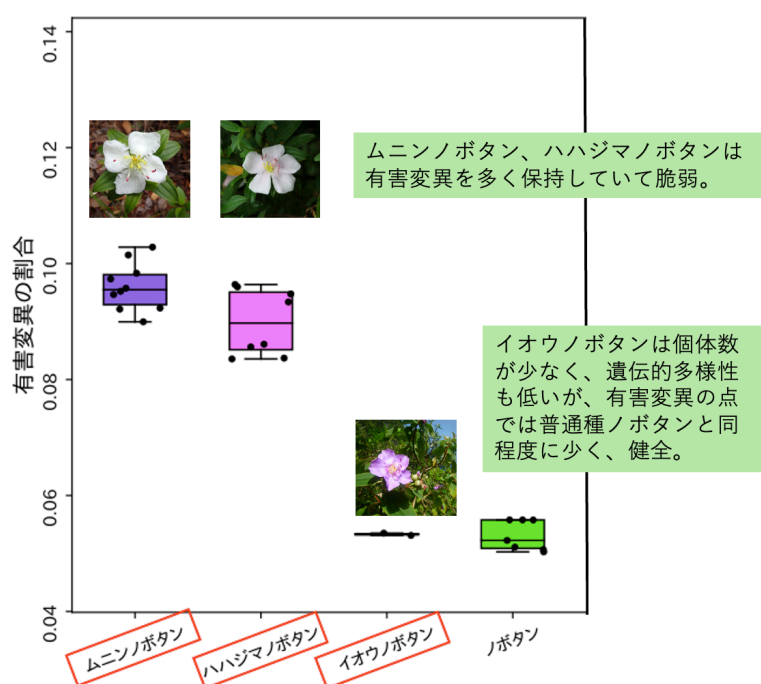 0.14
0.12
0.10
0.08
0.06
0.04
有害変異の割合
ムニンノボタン、ハハジマノボタンは
有害変異を多く保持していて脆弱。
イオウノボタンは個体数
が少なく、遺伝的多様性
も低いが、有害変異の点
では普通種ノボタンと同
程度に少く、健全。
ムニンノボタン
ハハジマノボタン
イオウノボタン
ノボタン